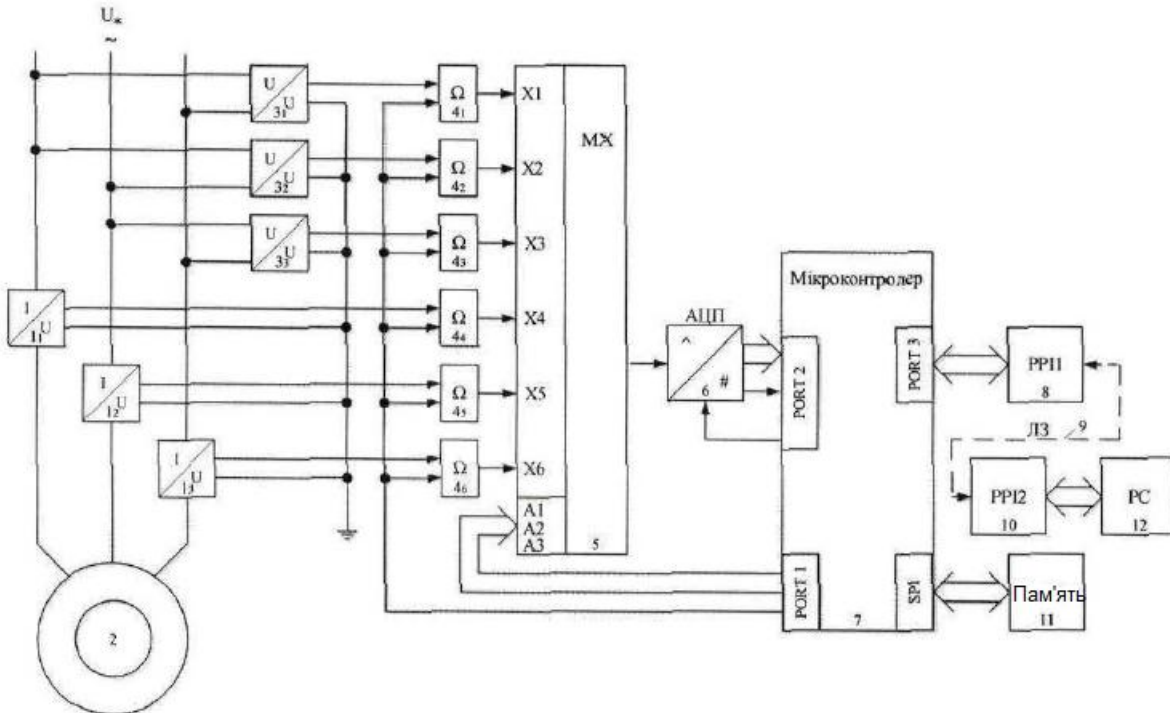 Uж
~
U
U
3₁
U
U
3₂
U
U
3₃
I
U
1₁
I
U
1₂
I
U
1₃
2
Ω
4₁
Ω
4₂
Ω
4₃
Ω
4₄
Ω
4₅
Ω
4₆
X1
X2
X3
X4
X5
X6
A1
A2
A3
MX
5
АЦП
^
#
6
Мікроконтролер
PORT 2
PORT 3
PORT 1
SPI
7
PPI1
8
ЛЗ
9
PPI2
10
PC
12
Пам'ять
11